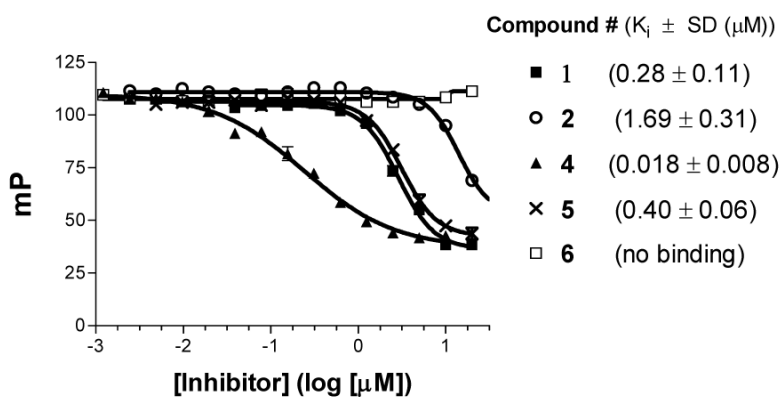 Compound # (Ki ± SD (μM))
1 (0.28 ± 0.11)
2 (1.69 ± 0.31)
4 (0.018 ± 0.008)
5 (0.40 ± 0.06)
6 (no binding)
mP
125
100
75
50
25
0
-3 -2 -1 0 1
[Inhibitor] (log [μM])